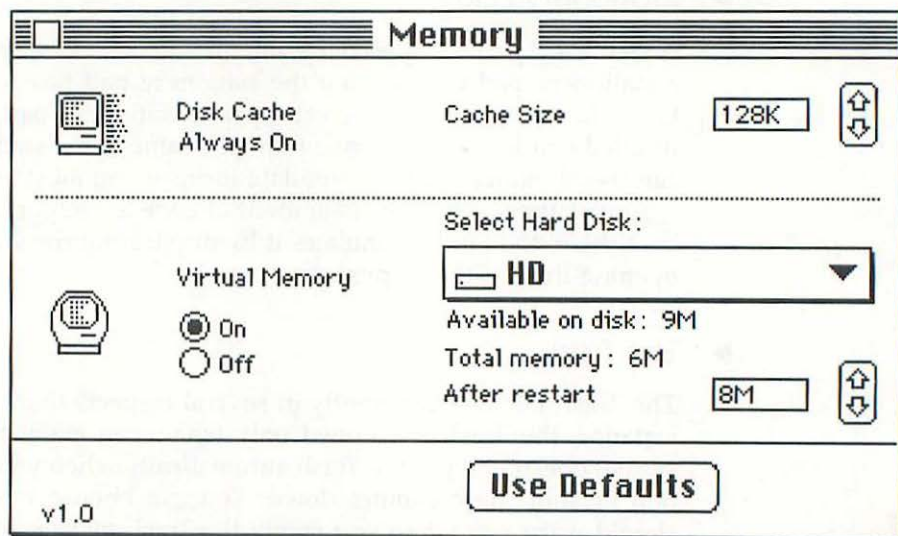 Memory
Disk Cache
Always On
Cache Size
128K
Select Hard Disk:
HD
Virtual Memory
On
Off
Available on disk: 9M
Total memory: 6M
After restart
8M
Use Defaults
v1.0